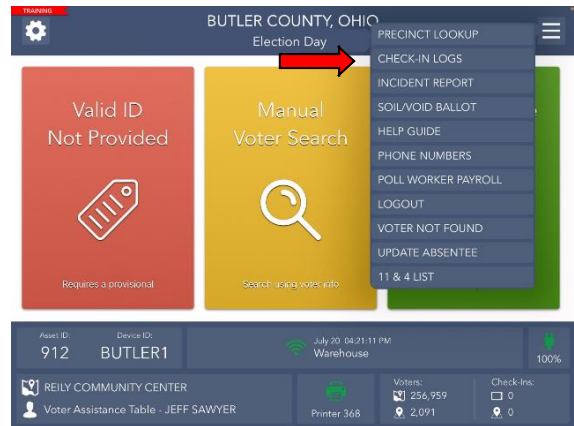 TRAINING
BUTLER COUNTY, OHIO
Election Day
PRECINCT LOOKUP
CHECK-IN LOGS
INCIDENT REPORT
SOIL/VOID BALLOT
HELP GUIDE
PHONE NUMBERS
POLL WORKER PAYROLL
LOGOUT
VOTER NOT FOUND
UPDATE ABSENTEE
11 & 4 LIST
Valid ID
Not Provided
Requires a provisional
Manual
Voter Search
Search using voter info
Asset ID:
912
Device ID:
BUTLER1
July 20 04:21:11 PM
Warehouse
100%
REILY COMMUNITY CENTER
Voter Assistance Table - JEFF SAWYER
Printer 368
Voters:
256,959
2,091
Check-Ins:
0
0